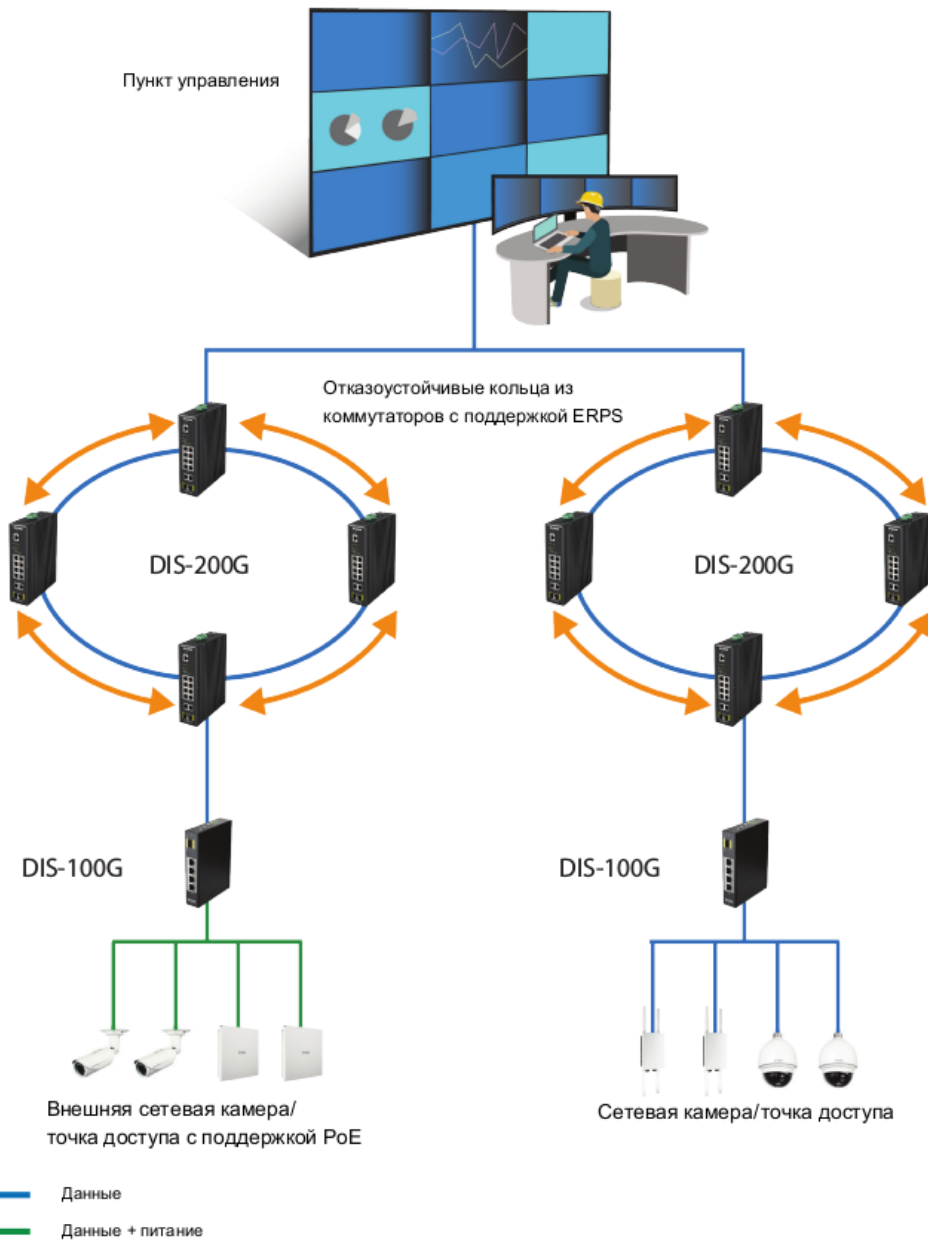 Пункт управления
Отказоустойчивые кольца из
коммутаторов с поддержкой ERPS
DIS-200G
DIS-200G
DIS-100G
DIS-100G
Внешняя сетевая камера/
точка доступа с поддержкой PoE
Сетевая камера/точка доступа
Данные
Данные + питание